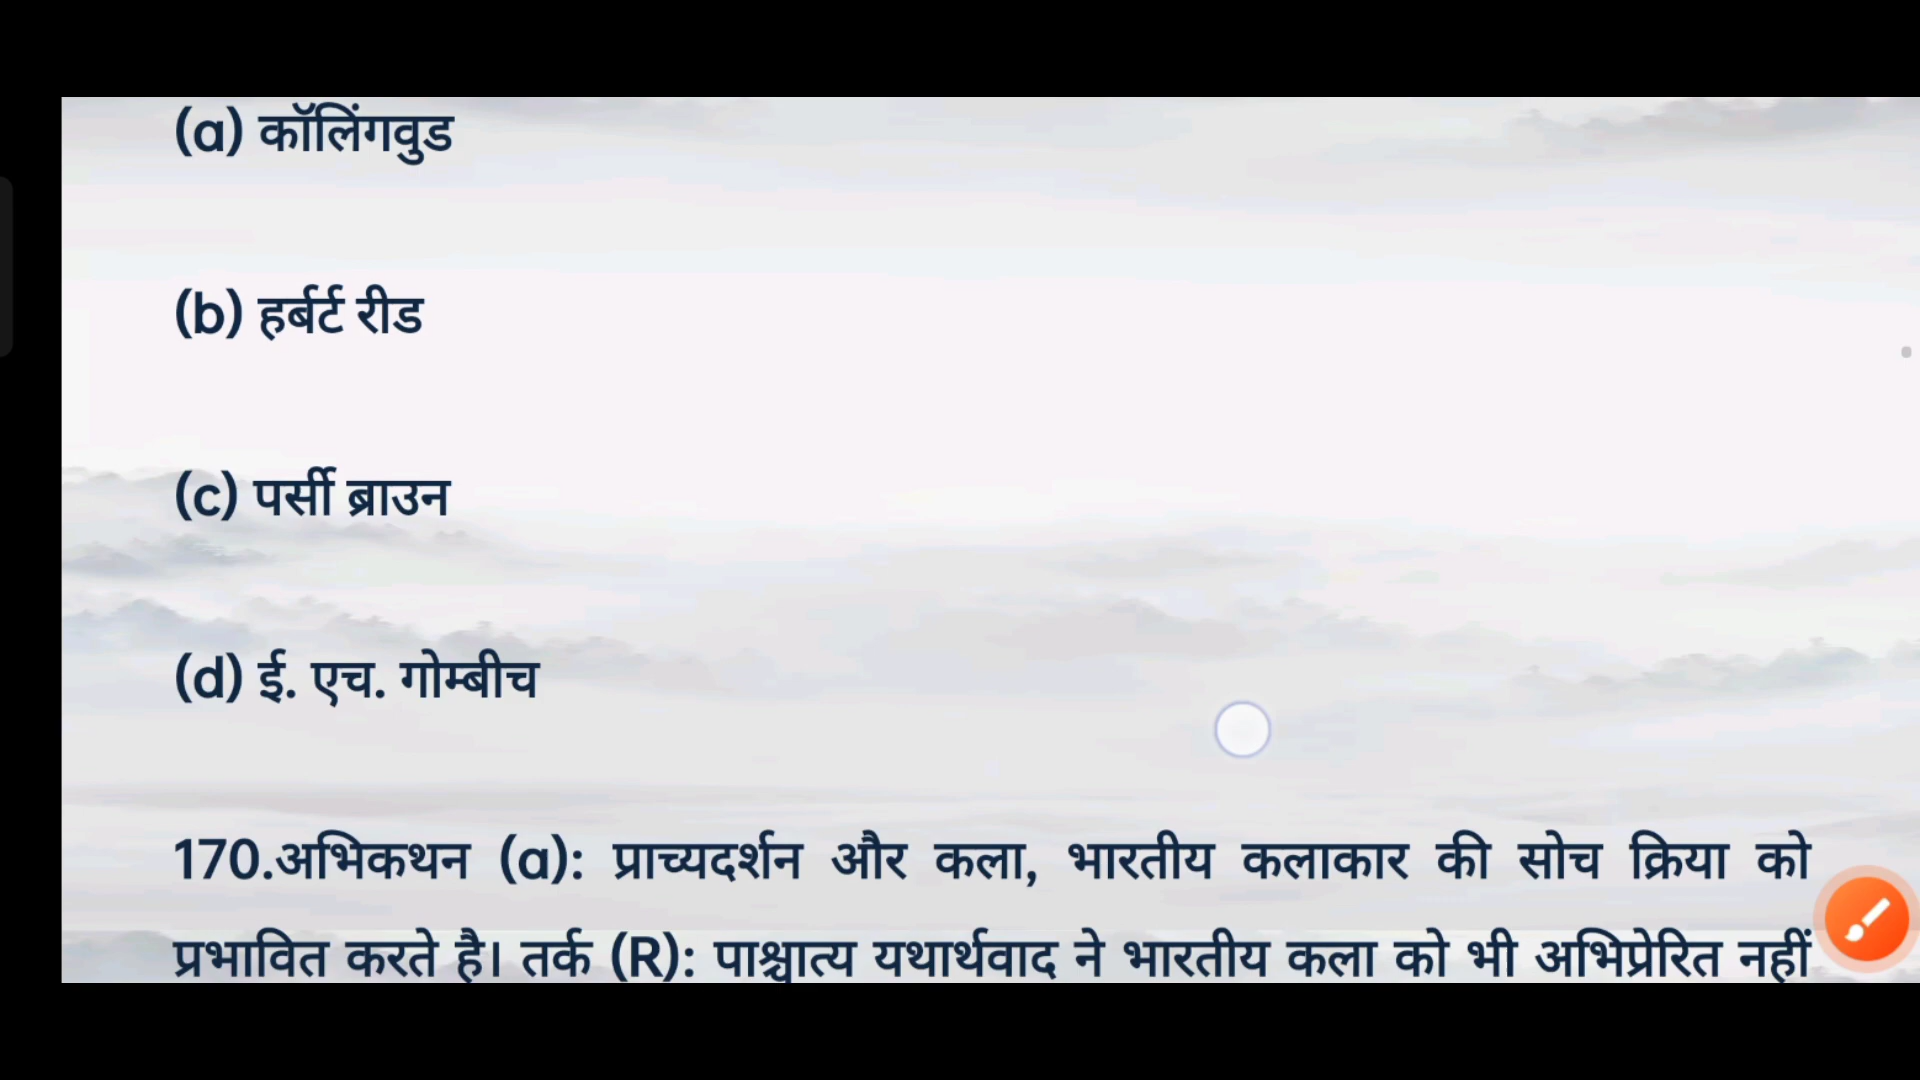 (a) कॉलिंगवुड
(b) हर्बर्ट रीड
(c) पर्सी ब्राउन
(d) ई. एच. गोम्बीच
170.अभिकथन (a): प्राच्यदर्शन और कला, भारतीय कलाकार की सोच क्रिया को
प्रभावित करते है। तर्क (R): पाश्चात्य यथार्थवाद ने भारतीय कला को भी अभिप्रेरित नहीं